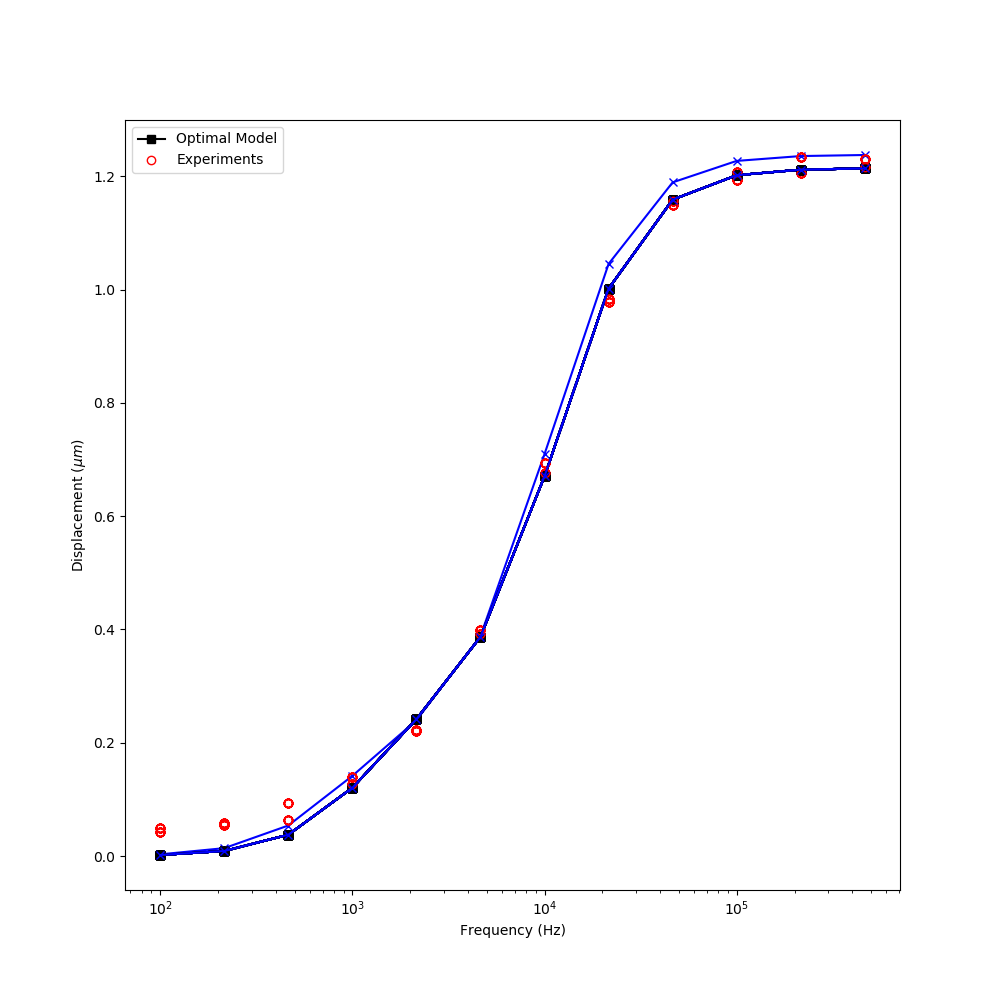 Optimal Model
Experiments
1.2
1.0
0.8
0.6
0.4
0.2
0.0
Displacement (μm)
10²
10³
10⁴
10⁵
Frequency (Hz)